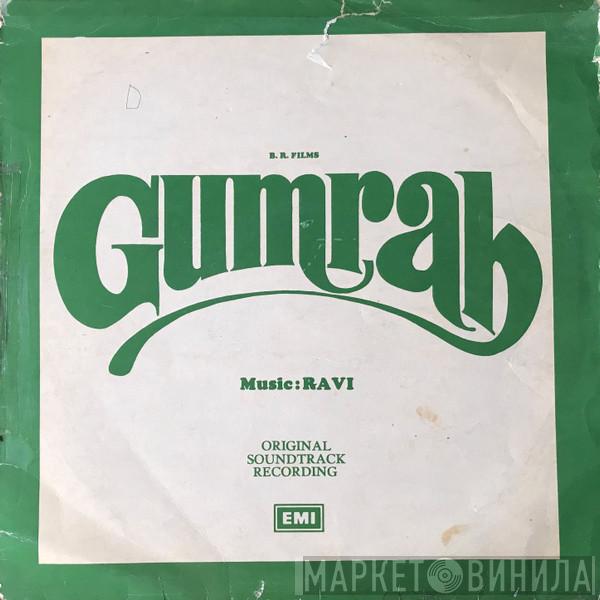 D
B. R. FILMS
Gumrah
Music: RAVI
ORIGINAL
SOUNDTRACK
RECORDING
EMI
МАРКЕТ ВИНИЛА